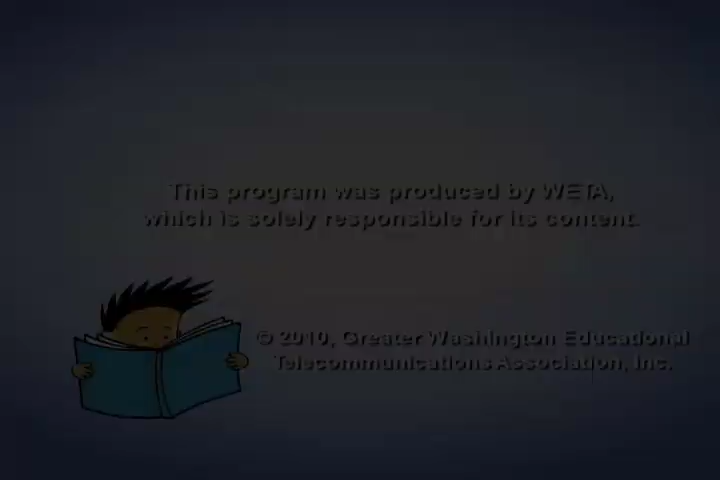 This program was produced by WETA,
which is solely responsible for its content.
© 2010, Greater Washington Educational
Telecommunications Association, Inc.